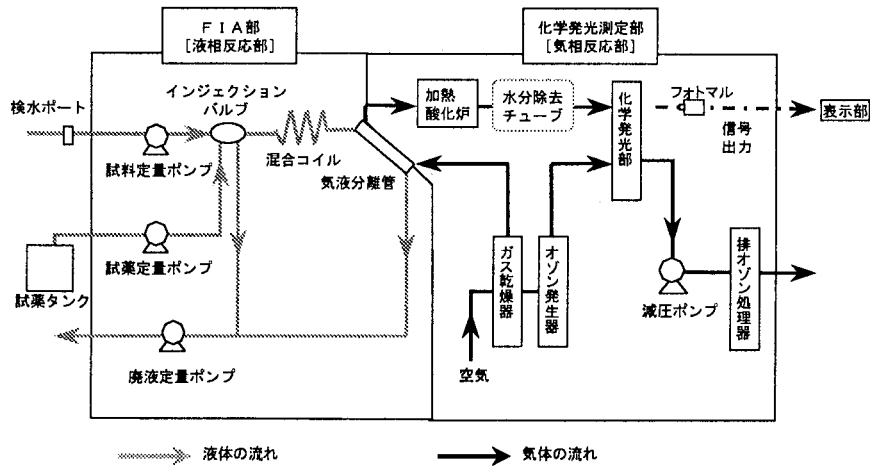 ＦＩＡ部
[液相反応部]
化学発光測定部
[気相反応部]
検水ポート
インジェクション
バルブ
試料定量ポンプ
混合コイル
気液分離管
加熱
酸化炉
水分除去
チューブ
化学発光部
フォトマル
信号
出力
表示部
試薬定量ポンプ
試薬タンク
ガス乾燥器
オゾン発生器
減圧ポンプ
排オゾン処理器
廃液定量ポンプ
空気
液体の流れ
気体の流れ